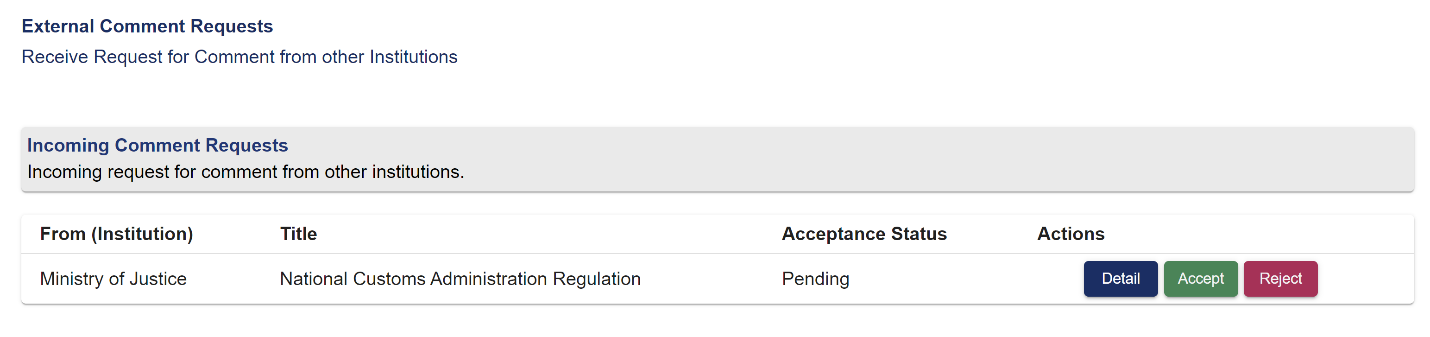 External Comment Requests
Receive Request for Comment from other Institutions
Incoming Comment Requests
Incoming request for comment from other institutions.
From (Institution) Title Acceptance Status Actions
Ministry of Justice National Customs Administration Regulation Pending Detail Accept Reject